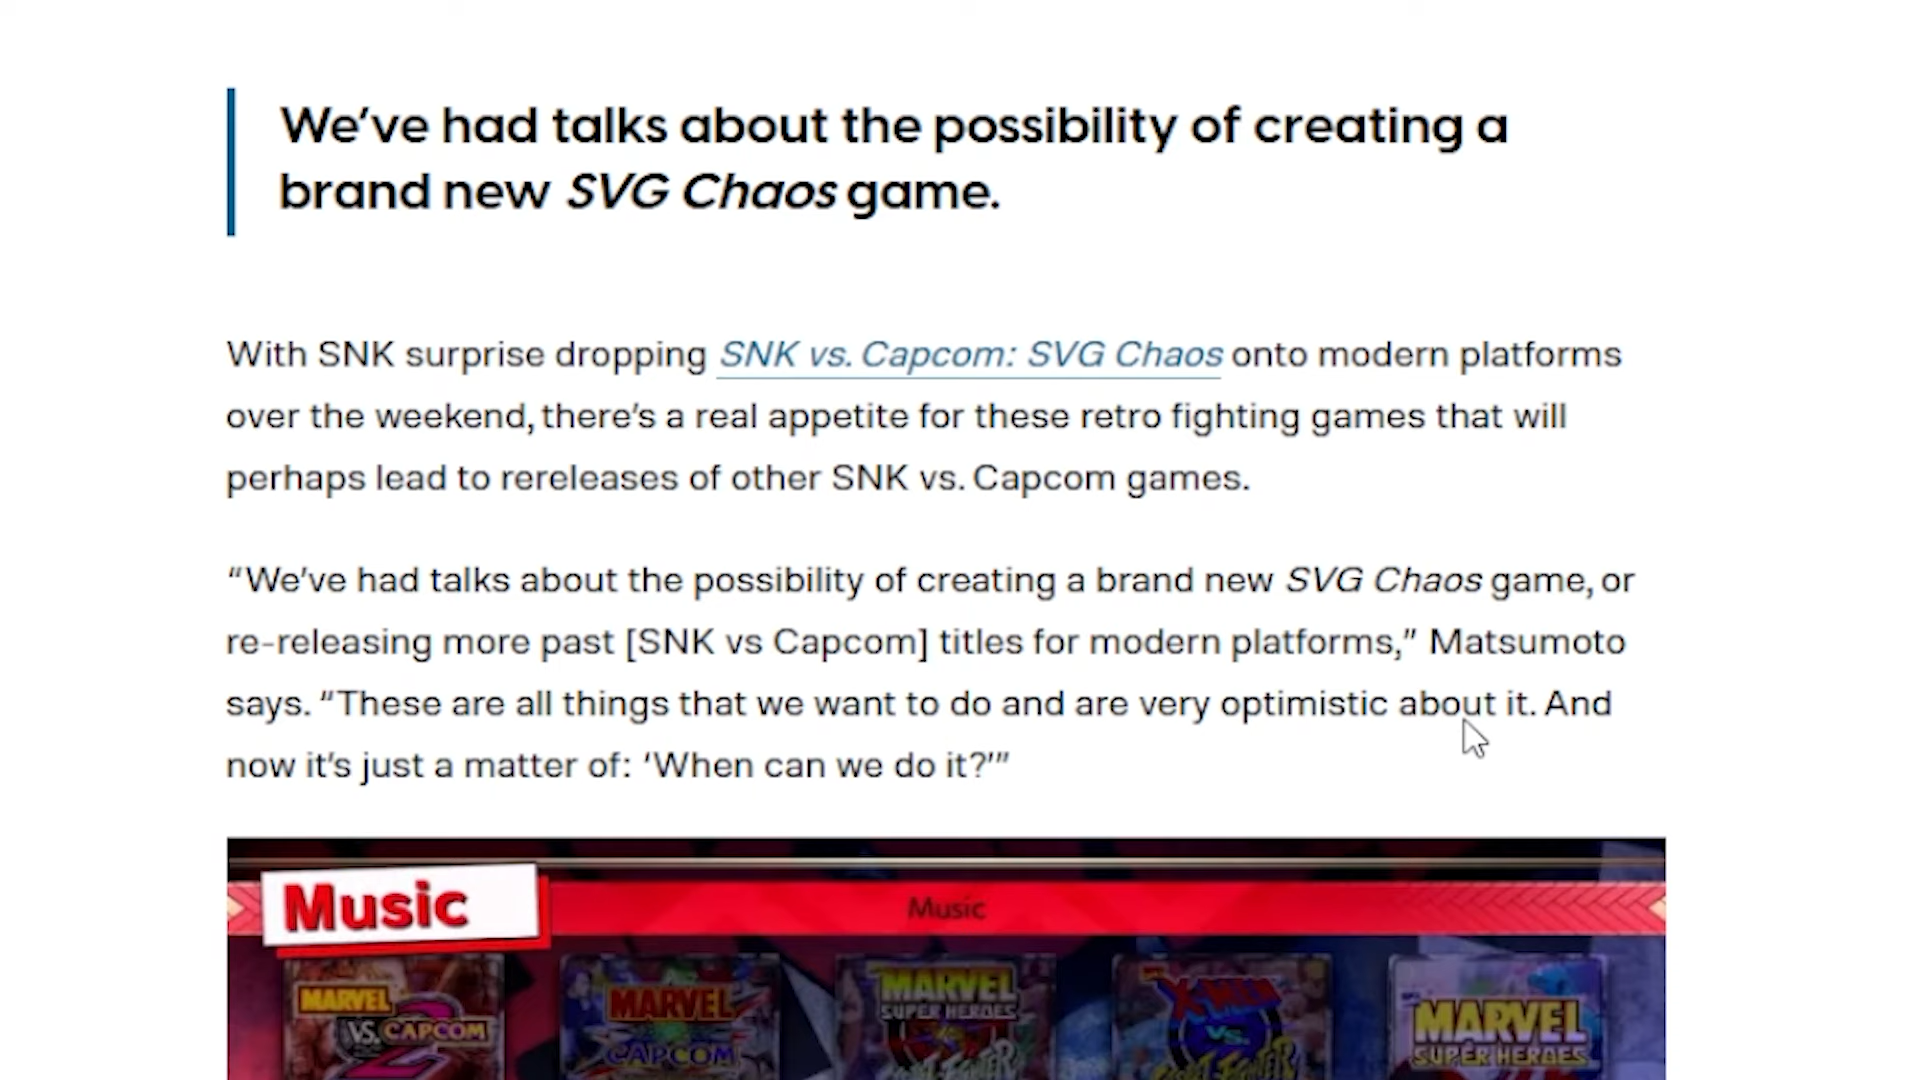 We've had talks about the possibility of creating a
brand new SVG Chaos game.
With SNK surprise dropping SNK vs. Capcom: SVG Chaos onto modern platforms
over the weekend, there's a real appetite for these retro fighting games that will
perhaps lead to rereleases of other SNK vs. Capcom games.
“We've had talks about the possibility of creating a brand new SVG Chaos game, or
re-releasing more past [SNK vs Capcom] titles for modern platforms,” Matsumoto
says. “These are all things that we want to do and are very optimistic about it. And
now it's just a matter of: ‘When can we do it?’”
Music
Music
MARVEL
VS. CAPCOM
2
MARVEL
CAPCOM
MARVEL
SUPER HEROES
VS.
STREET FIGHTER
X-MEN
VS.
STREET FIGHTER
MARVEL
SUPER HEROES